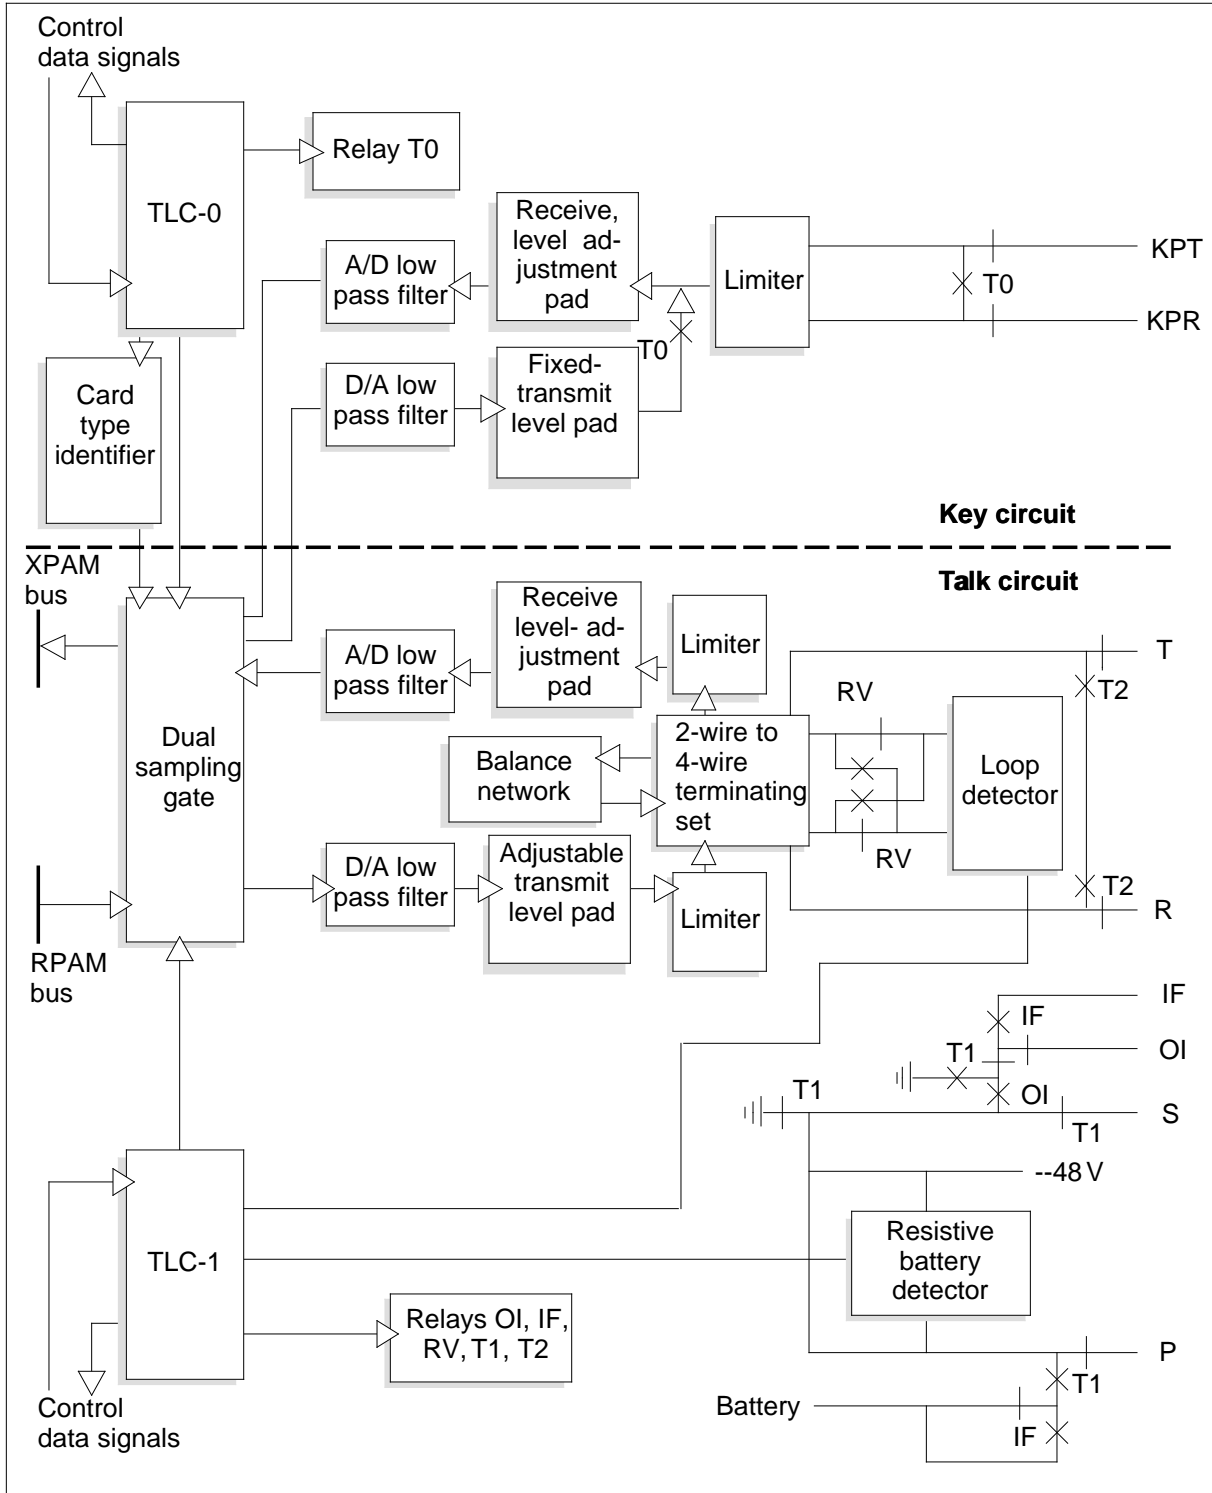 Control
data signals
TLC-0
Relay T0
Receive,
level ad-
justment
pad
A/D low
pass filter
Limiter
KPT
T0
KPR
T0
Card
type
identifier
D/A low
pass filter
Fixed-
transmit
level pad
Key circuit
Talk circuit
XPAM
bus
Receive
level- ad-
justment
pad
Limiter
A/D low
pass filter
T
T2
RV
Dual
sampling
gate
Balance
network
2-wire to
4-wire
terminating
set
Loop
detector
RV
D/A low
pass filter
Adjustable
transmit
level pad
Limiter
T2
R
RPAM
bus
IF
IF
OI
T1
T1
OI
S
T1
--48 V
TLC-1
Resistive
battery
detector
Relays OI, IF,
RV, T1, T2
P
T1
Battery
IF
Control
data signals